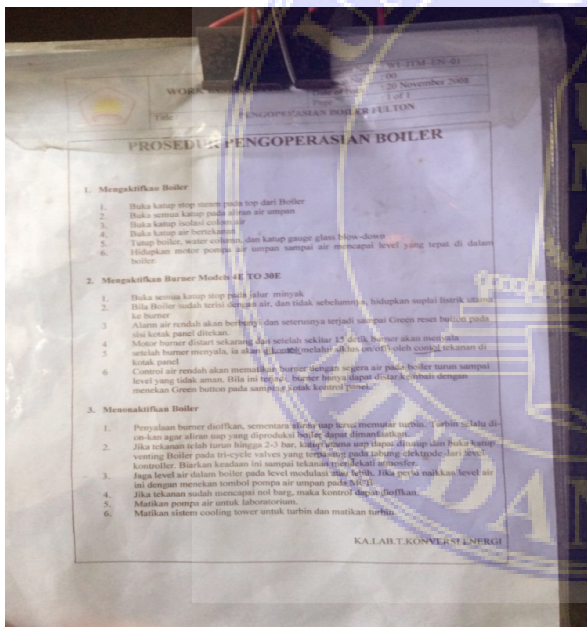 WORK
WI-JTM-EN-01
00
20 November 2008
Page 1 of 1
Title PENGOPERASIAN BOILER FULTON
PROSEDUR PENGOPERASIAN BOILER
1. Mengaktifkan Boiler
1. Buka katup stop steam pada top dari Boiler
2. Buka semua katup pada aliran air umpan
3. Buka katup isolasi colom air
4. Buka katup air bertekanan
5. Tutup boiler, water column, dan katup gauge glass blow-down
6. Hidupkan motor pompa air umpan sampai air mencapai level yang tepat di dalam
boiler.
2. Mengaktifkan Burner Models 4E TO 30E
1. Buka semua katup stop pada jalur minyak
2. Bila Boiler sudah terisi dengan air, dan tidak sebelumnya, hidupkan suplai listrik utama
ke burner
3 Alarm air rendah akan berbunyi dan seterusnya terjadi sampai Green reset button pada
sisi kotak panel ditekan.
4 Motor burner distart sekarang dan setelah sekitar 15 detik burner akan menyala
5 setelah burner menyala, ia akan dikontrol melalui siklus on/off oleh control tekanan di
kotak panel
6 Control air rendah akan mematikan burner dengan segera air pada boiler turun sampai
level yang tidak aman. Bila ini terjadi, burner hanya dapat distart kembali dengan
menekan Green button pada samping kotak kontrol panel.
3. Menonaktifkan Boiler
1. Penyalaan burner dioffkan, sementara aliran uap terus memutar turbin. Turbin selalu di-
on-kan agar aliran uap yang diproduksi boiler dapat dimanfaatkan.
2. Jika tekanan telah turun hingga 2-3 bar, katup utama uap dapat ditutup dan buka katup
venting Boiler pada tri-cycle valves yang terpasang pada tabung elektrode dari level
kontroller. Biarkan keadaan ini sampai tekanan mendekati atmosfer.
3. Jaga level air dalam boiler pada level modulasi atau lebih. Jika perlu naikkan level air
ini dengan menekan tombol pompa air umpan pada MCB.
4. Jika tekanan sudah mencapai nol barg, maka kontrol dapat dioffkan.
5. Matikan pompa air untuk laboratorium.
6. Matikan sistem cooling tower untuk turbin dan matikan turbin.
KA.LAB.T.KONVERSI ENERGI